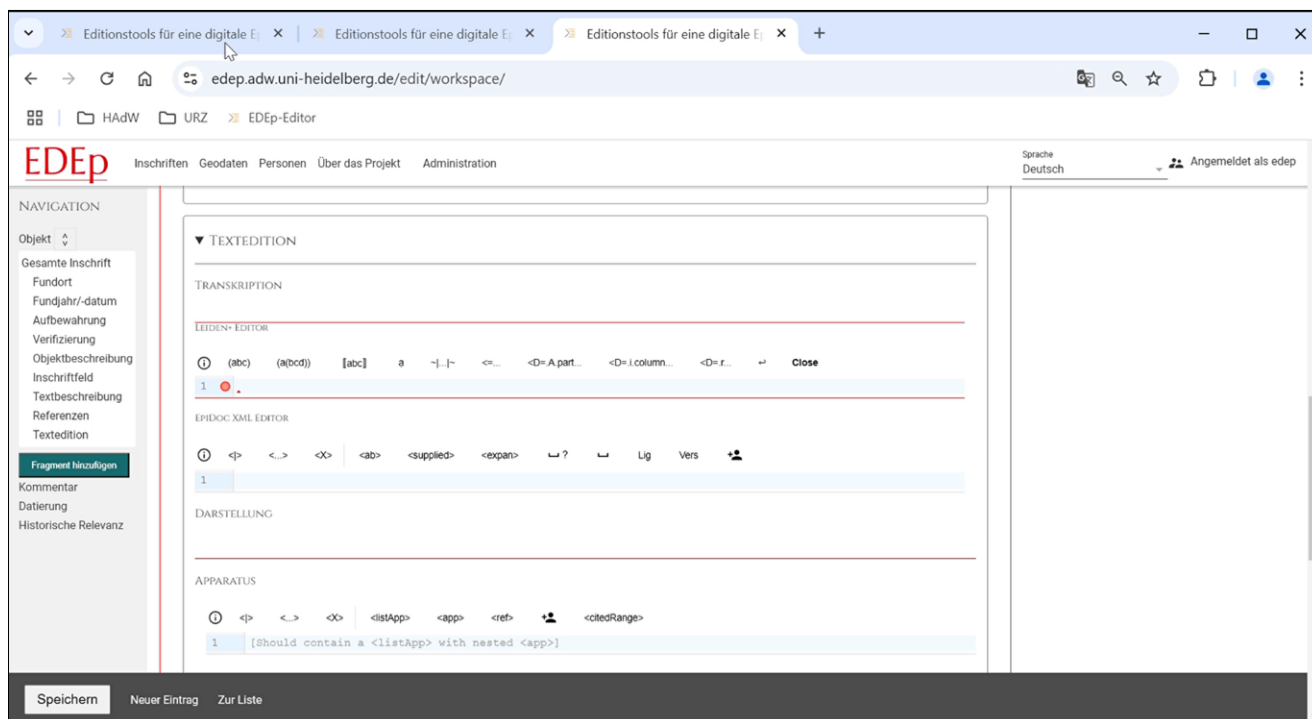 Editionstools für eine digitale Ep
Editionstools für eine digitale Ep
Editionstools für eine digitale Ep
edep.adw.uni-heidelberg.de/edit/workspace/
HAdW URZ EDEp-Editor
EDEp Inschriften Geodaten Personen Über das Projekt Administration
Sprache
Deutsch
Angemeldet als edep
NAVIGATION
Objekt
Gesamte Inschrift
Fundort
Fundjahr/-datum
Aufbewahrung
Verifizierung
Objektbeschreibung
Inschriftfeld
Textbeschreibung
Referenzen
Textedition
Fragment hinzufügen
Kommentar
Datierung
Historische Relevanz
▼ TEXTEDITION
TRANSKRIPTION
LEIDEN+ EDITOR
(abc) (a(bcd)) ⟦abc⟧ a ~|...|~ <=... <D=.A.part... <D=.i.column... <D=.r... ↩ Close
1
EPIDOC XML EDITOR
<|> <...> <X> <ab> <supplied> <expan> ⎵ ? ⎵ Lig Vers
1
DARSTELLUNG
APPARATUS
<|> <...> <X> <listApp> <app> <ref> <citedRange>
1 [Should contain a <listApp> with nested <app>]
Speichern Neuer Eintrag Zur Liste